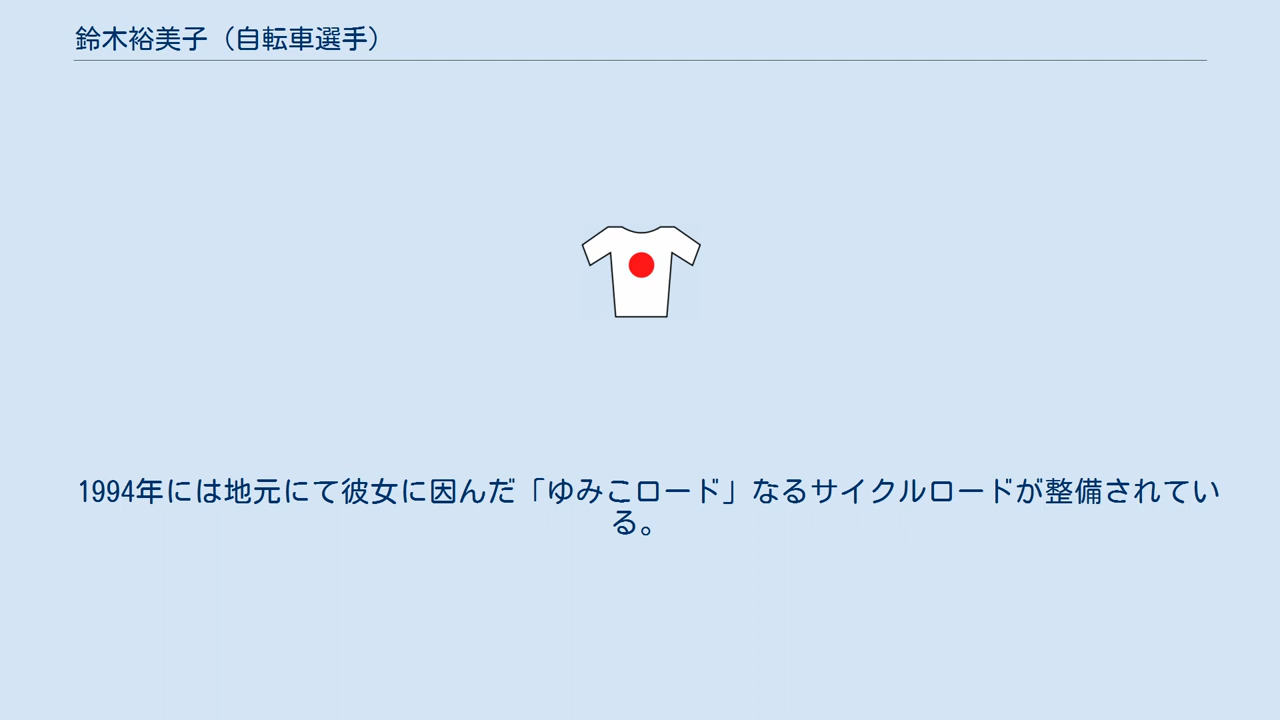 鈴木裕美子（自転車選手）
1994年には地元にて彼女に因んだ「ゆみこロード」なるサイクルロードが整備されてい
る。